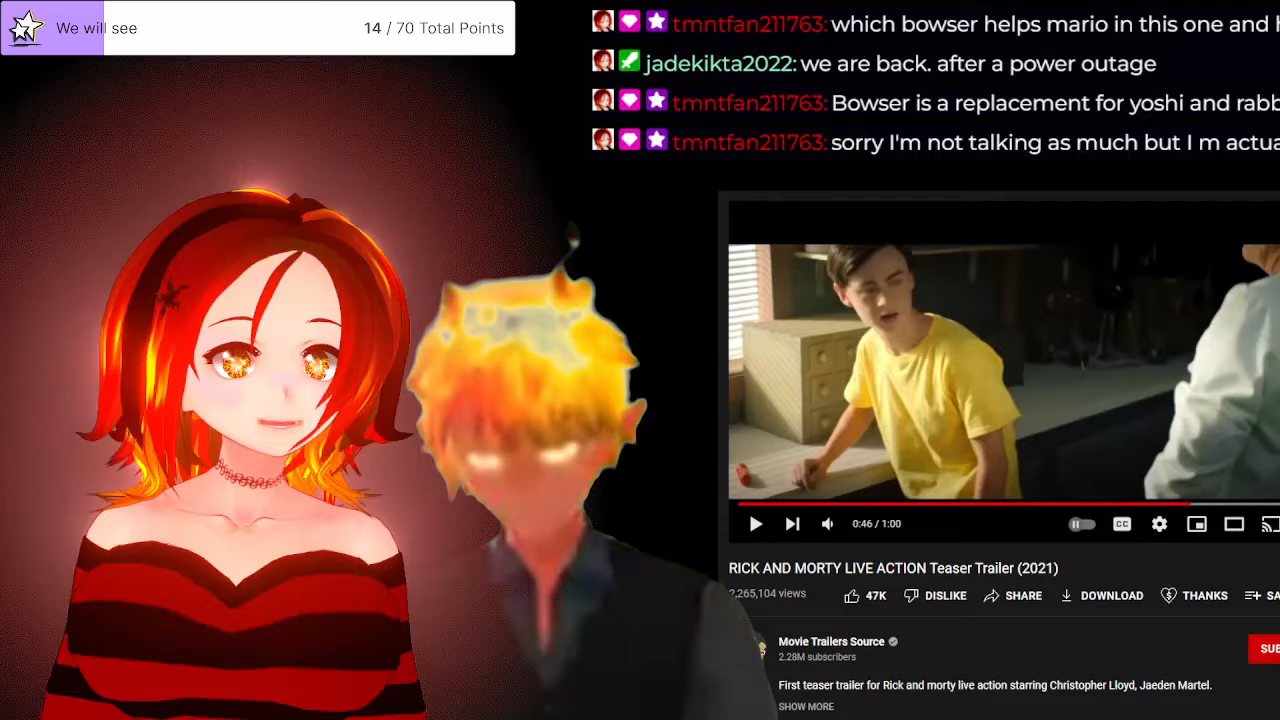 We will see
14 / 70 Total Points
tmntfan211763: which bowser helps mario in this one and
jadekikta2022: we are back. after a power outage
tmntfan211763: Bowser is a replacement for yoshi and
tmntfan211763: sorry I'm not talking as much but I m
0:46 / 1:00
CC
RICK AND MORTY LIVE ACTION Teaser Trailer (2021)
2,265,104 views
47K DISLIKE SHARE DOWNLOAD THANKS
Movie Trailers Source
2.28M subscribers
First teaser trailer for Rick and morty live action starring Christopher Lloyd, Jaeden Martel.
SHOW MORE